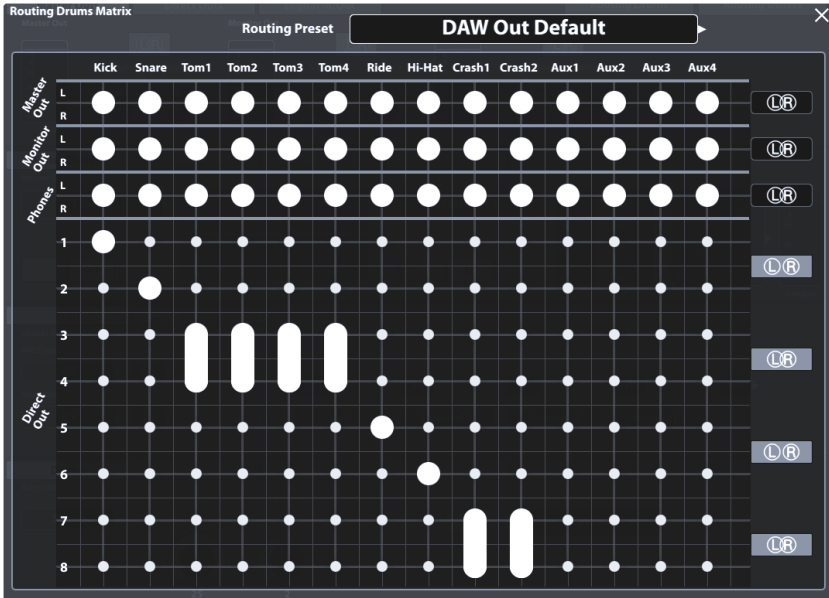 Routing Drums Matrix
Routing Preset DAW Out Default
Kick Snare Tom1 Tom2 Tom3 Tom4 Ride Hi-Hat Crash1 Crash2 Aux1 Aux2 Aux3 Aux4
Master Out
L
R
LR
Monitor Out
L
R
LR
Phones
L
R
LR
Direct Out
1
L R
2
3
LR
4
5
L R
6
7
LR
8